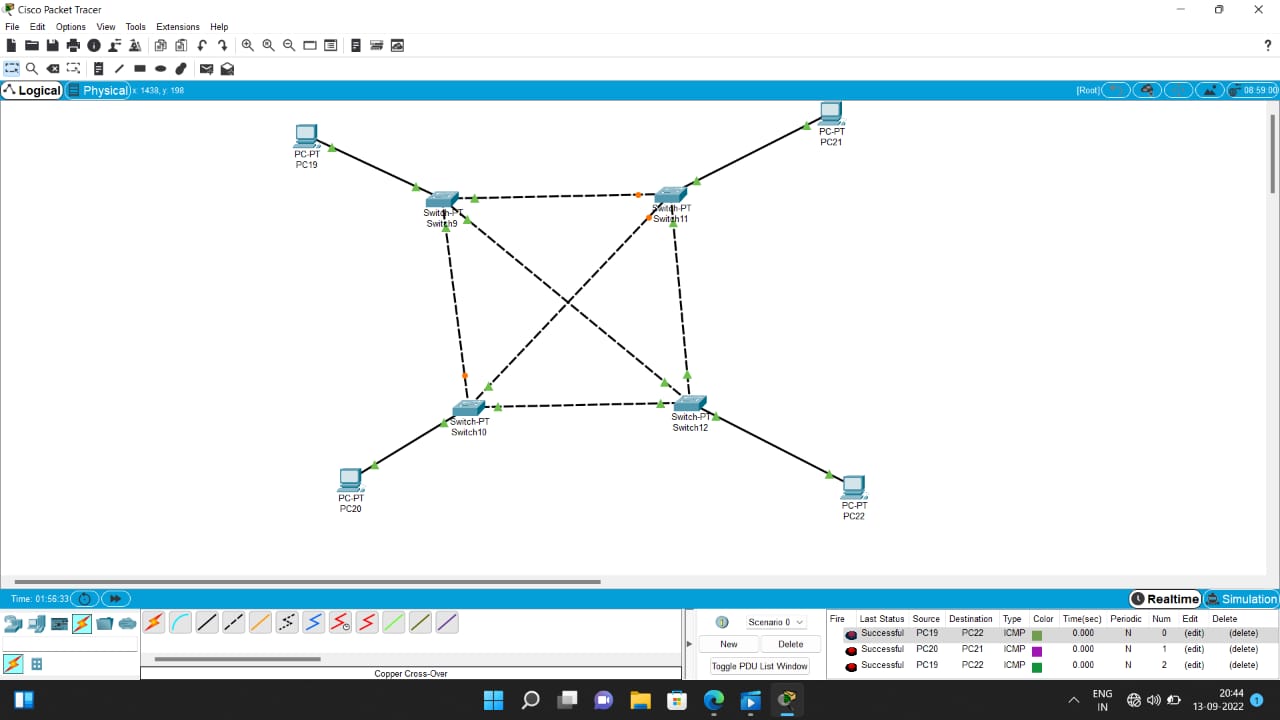 Cisco Packet Tracer
File Edit Options View Tools Extensions Help
?
Logical Physical x: 1438, y: 198 [Root] 08:59:00
PC-PT
PC19
PC-PT
PC21
Switch-PT
Switch9
Switch-PT
Switch11
Switch-PT
Switch10
Switch-PT
Switch12
PC-PT
PC20
PC-PT
PC22
Time: 01:56:33 Realtime Simulation
Scenario 0
New Delete
Toggle PDU List Window
Copper Cross-Over
Fire Last Status Source Destination Type Color Time(sec) Periodic Num Edit Delete
Successful PC19 PC22 ICMP 0.000 N 0 (edit) (delete)
Successful PC20 PC21 ICMP 0.000 N 1 (edit) (delete)
Successful PC19 PC22 ICMP 0.000 N 2 (edit) (delete)
ENG
IN
20:44
13-09-2022
1